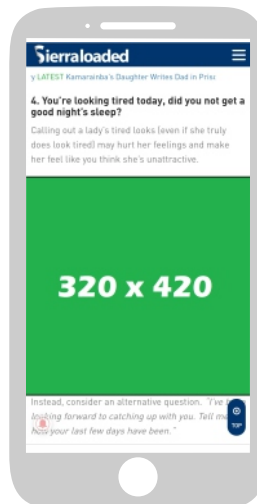 Sierraloaded
y LATEST Kamarainba's Daughter Writes Dad in Priso
4. You're looking tired today, did you not get a
good night's sleep?
Calling out a lady's tired looks (even if she truly
does look tired) may hurt her feelings and make
her feel like you think she's unattractive.
320 x 420
Instead, consider an alternative question. "I've
looking forward to catching up with you. Tell
how your last few days have been."
TOP